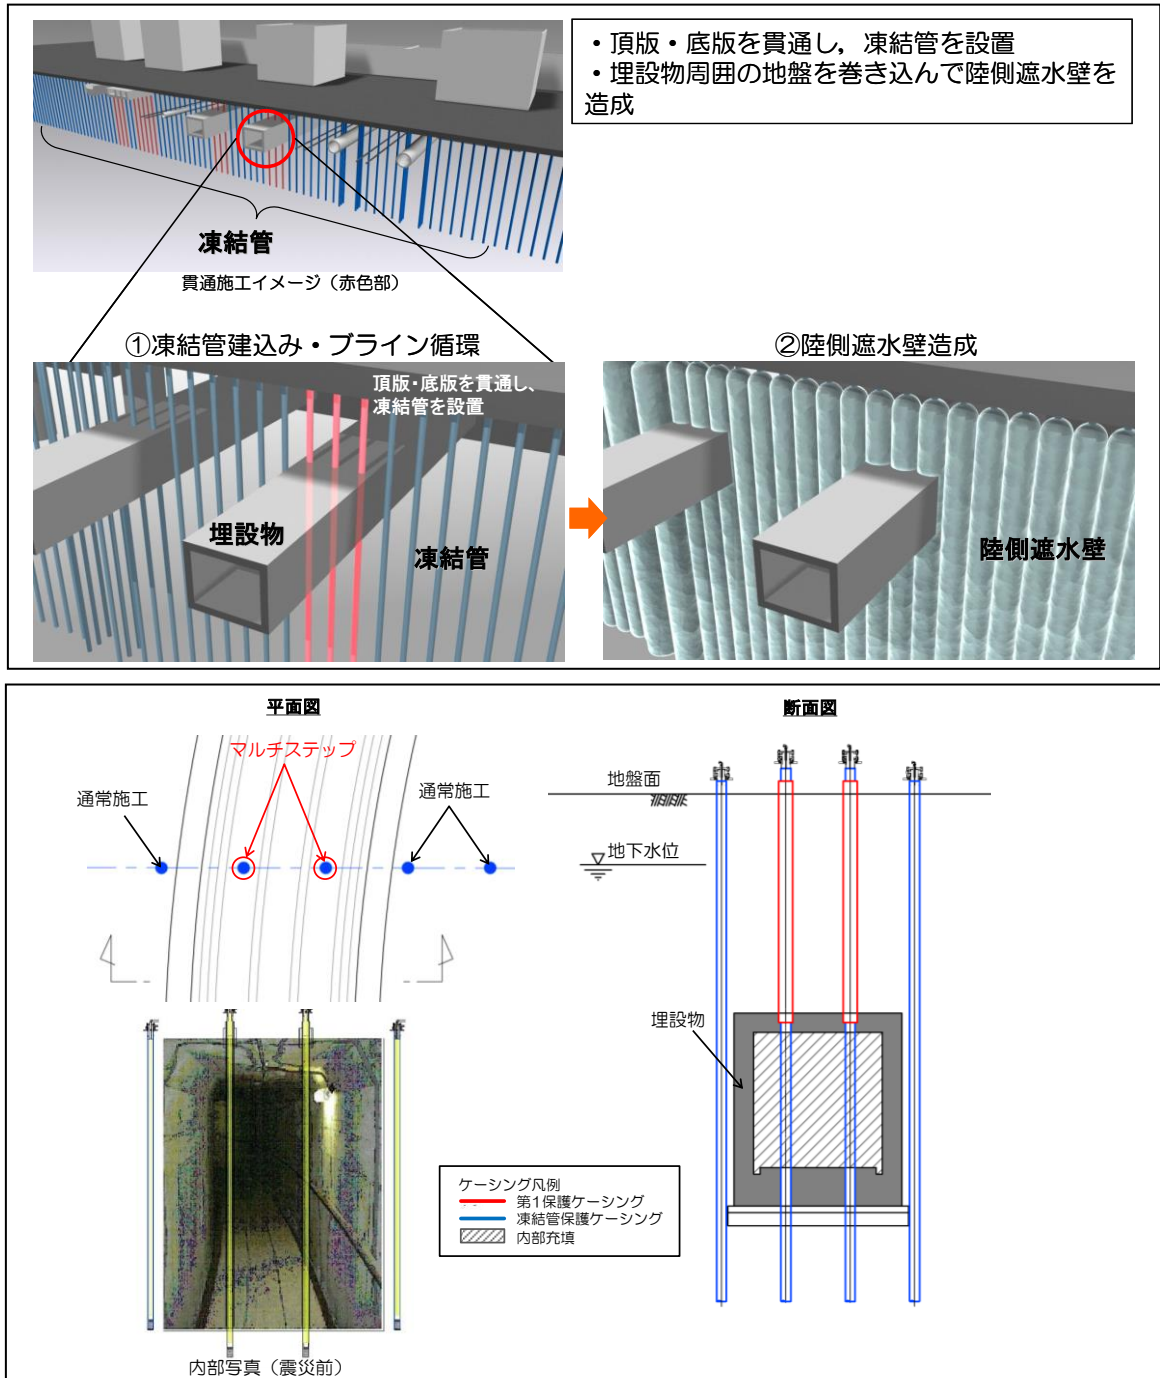 ・頂版・底版を貫通し，凍結管を設置
・埋設物周囲の地盤を巻き込んで陸側遮水壁を
造成
凍結管
貫通施工イメージ（赤色部）
①凍結管建込み・ブライン循環
頂版・底版を貫通し、
凍結管を設置
埋設物
凍結管
②陸側遮水壁造成
陸側遮水壁
平面図
マルチステップ
通常施工
通常施工
内部写真（震災前）
断面図
地盤面
地下水位
埋設物
ケーシング凡例
第1保護ケーシング
凍結管保護ケーシング
内部充填